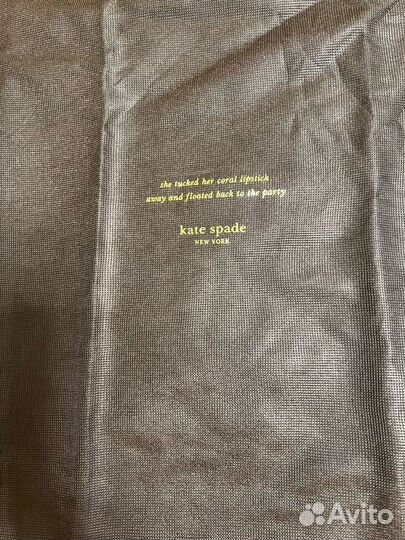 she tucked her coral lipstick
away and floated back to the party
kate spade
NEW YORK
Avito